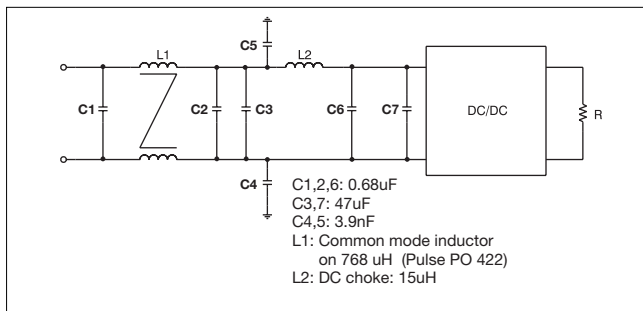 C5
L1
L2
C1
C2
C3
C6
C7
DC/DC
R
C4
C1,2,6: 0.68uF
C3,7: 47uF
C4,5: 3.9nF
L1: Common mode inductor
on 768 uH (Pulse PO 422)
L2: DC choke: 15uH